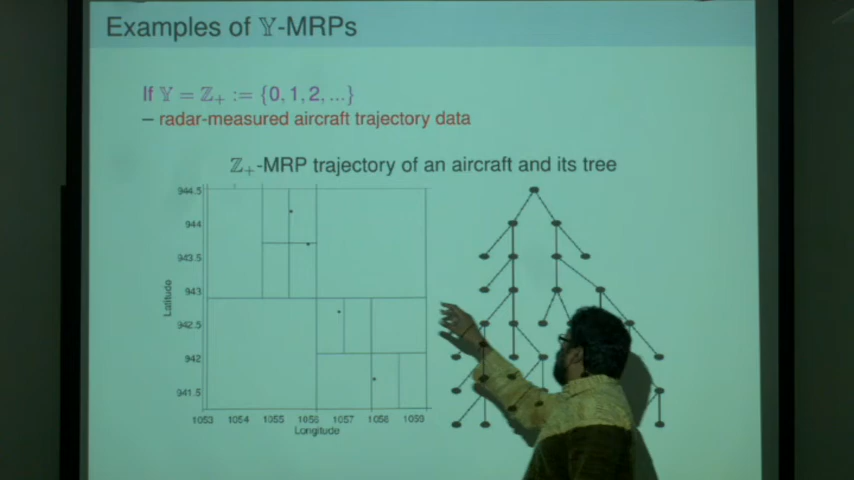 Examples of 𝕐-MRPs
If 𝕐 = ℤ₊ := {0, 1, 2, ...}
– radar-measured aircraft trajectory data
ℤ₊-MRP trajectory of an aircraft and its tree
944.5
944
943.5
943
942.5
942
941.5
Latitude
1053 1054 1055 1056 1057 1058 1059
Longitude